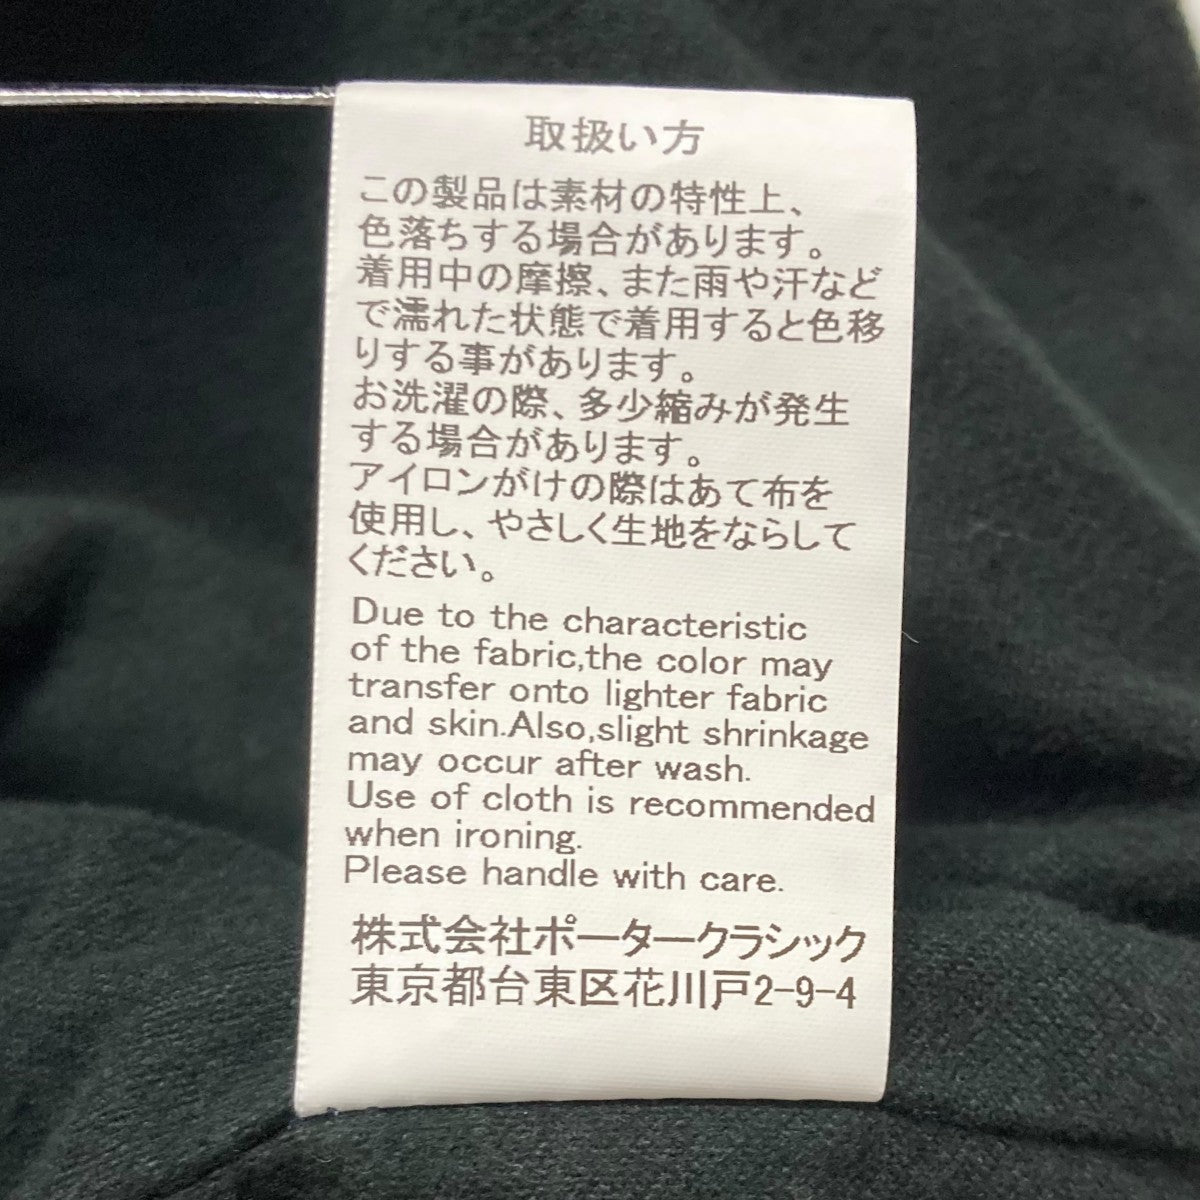 取扱い方
この製品は素材の特性上、
色落ちする場合があります。
着用中の摩擦、また雨や汗など
で濡れた状態で着用すると色移
りする事があります。
お洗濯の際、多少縮みが発生
する場合があります。
アイロンがけの際はあて布を
使用し、やさしく生地をならして
ください。
Due to the characteristic
of the fabric,the color may
transfer onto lighter fabric
and skin.Also,slight shrinkage
may occur after wash.
Use of cloth is recommended
when ironing.
Please handle with care.
株式会社ポータークラシック
東京都台東区花川戸2-9-4